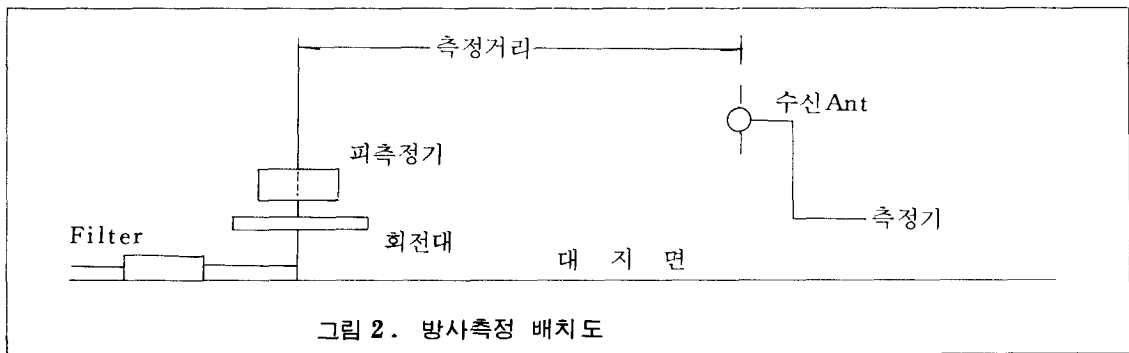 측정거리
수신Ant
피측정기
측정기
Filter
회전대
대 지 면
그림 2. 방사측정 배치도